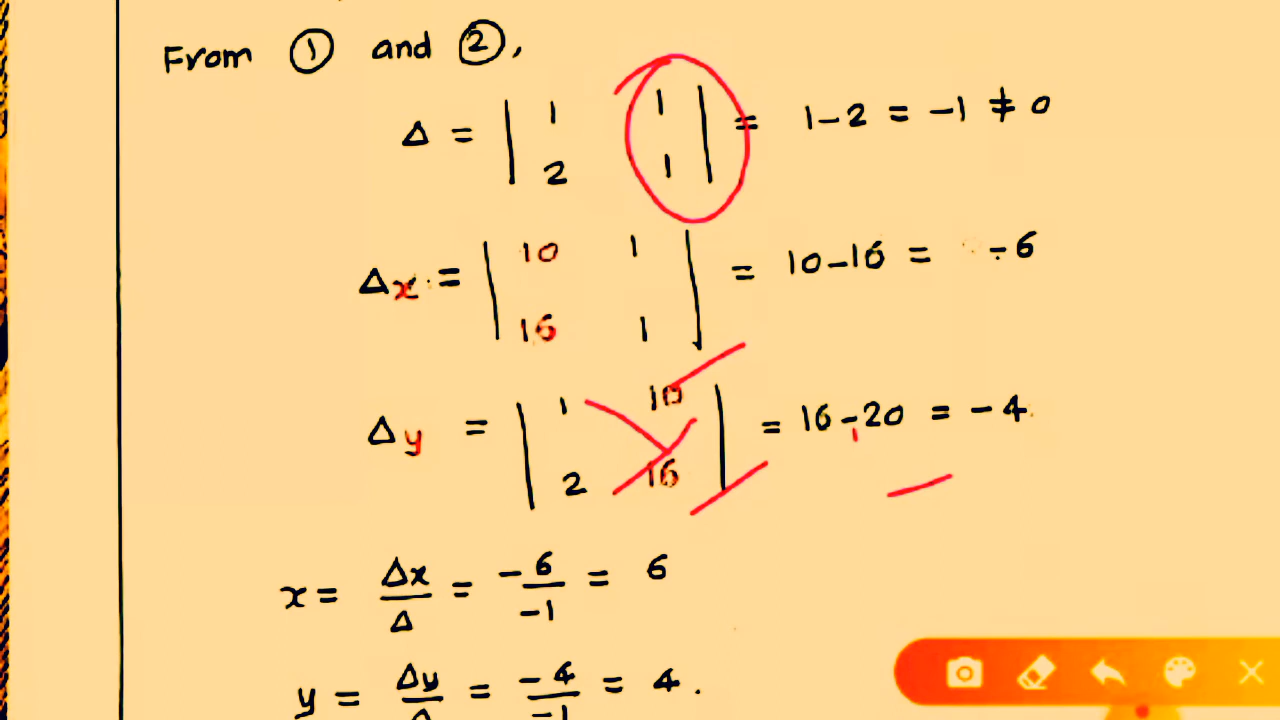 From ① and ②,
Δ = | 1 1 | = 1-2 = -1 ≠ 0
| 2 1 |
Δx = | 10 1 | = 10-16 = -6
| 16 1 |
Δy = | 1 10 | = 16-20 = -4
| 2 16 |
x = Δx/Δ = -6/-1 = 6
y = Δy/Δ = -4/-1 = 4.